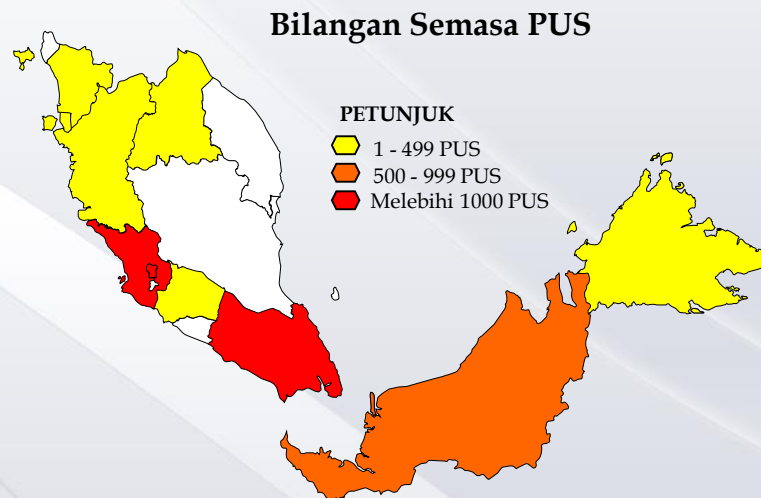 Bilangan Semasa PUS
PETUNJUK
1 - 499 PUS
500 - 999 PUS
Melebihi 1000 PUS